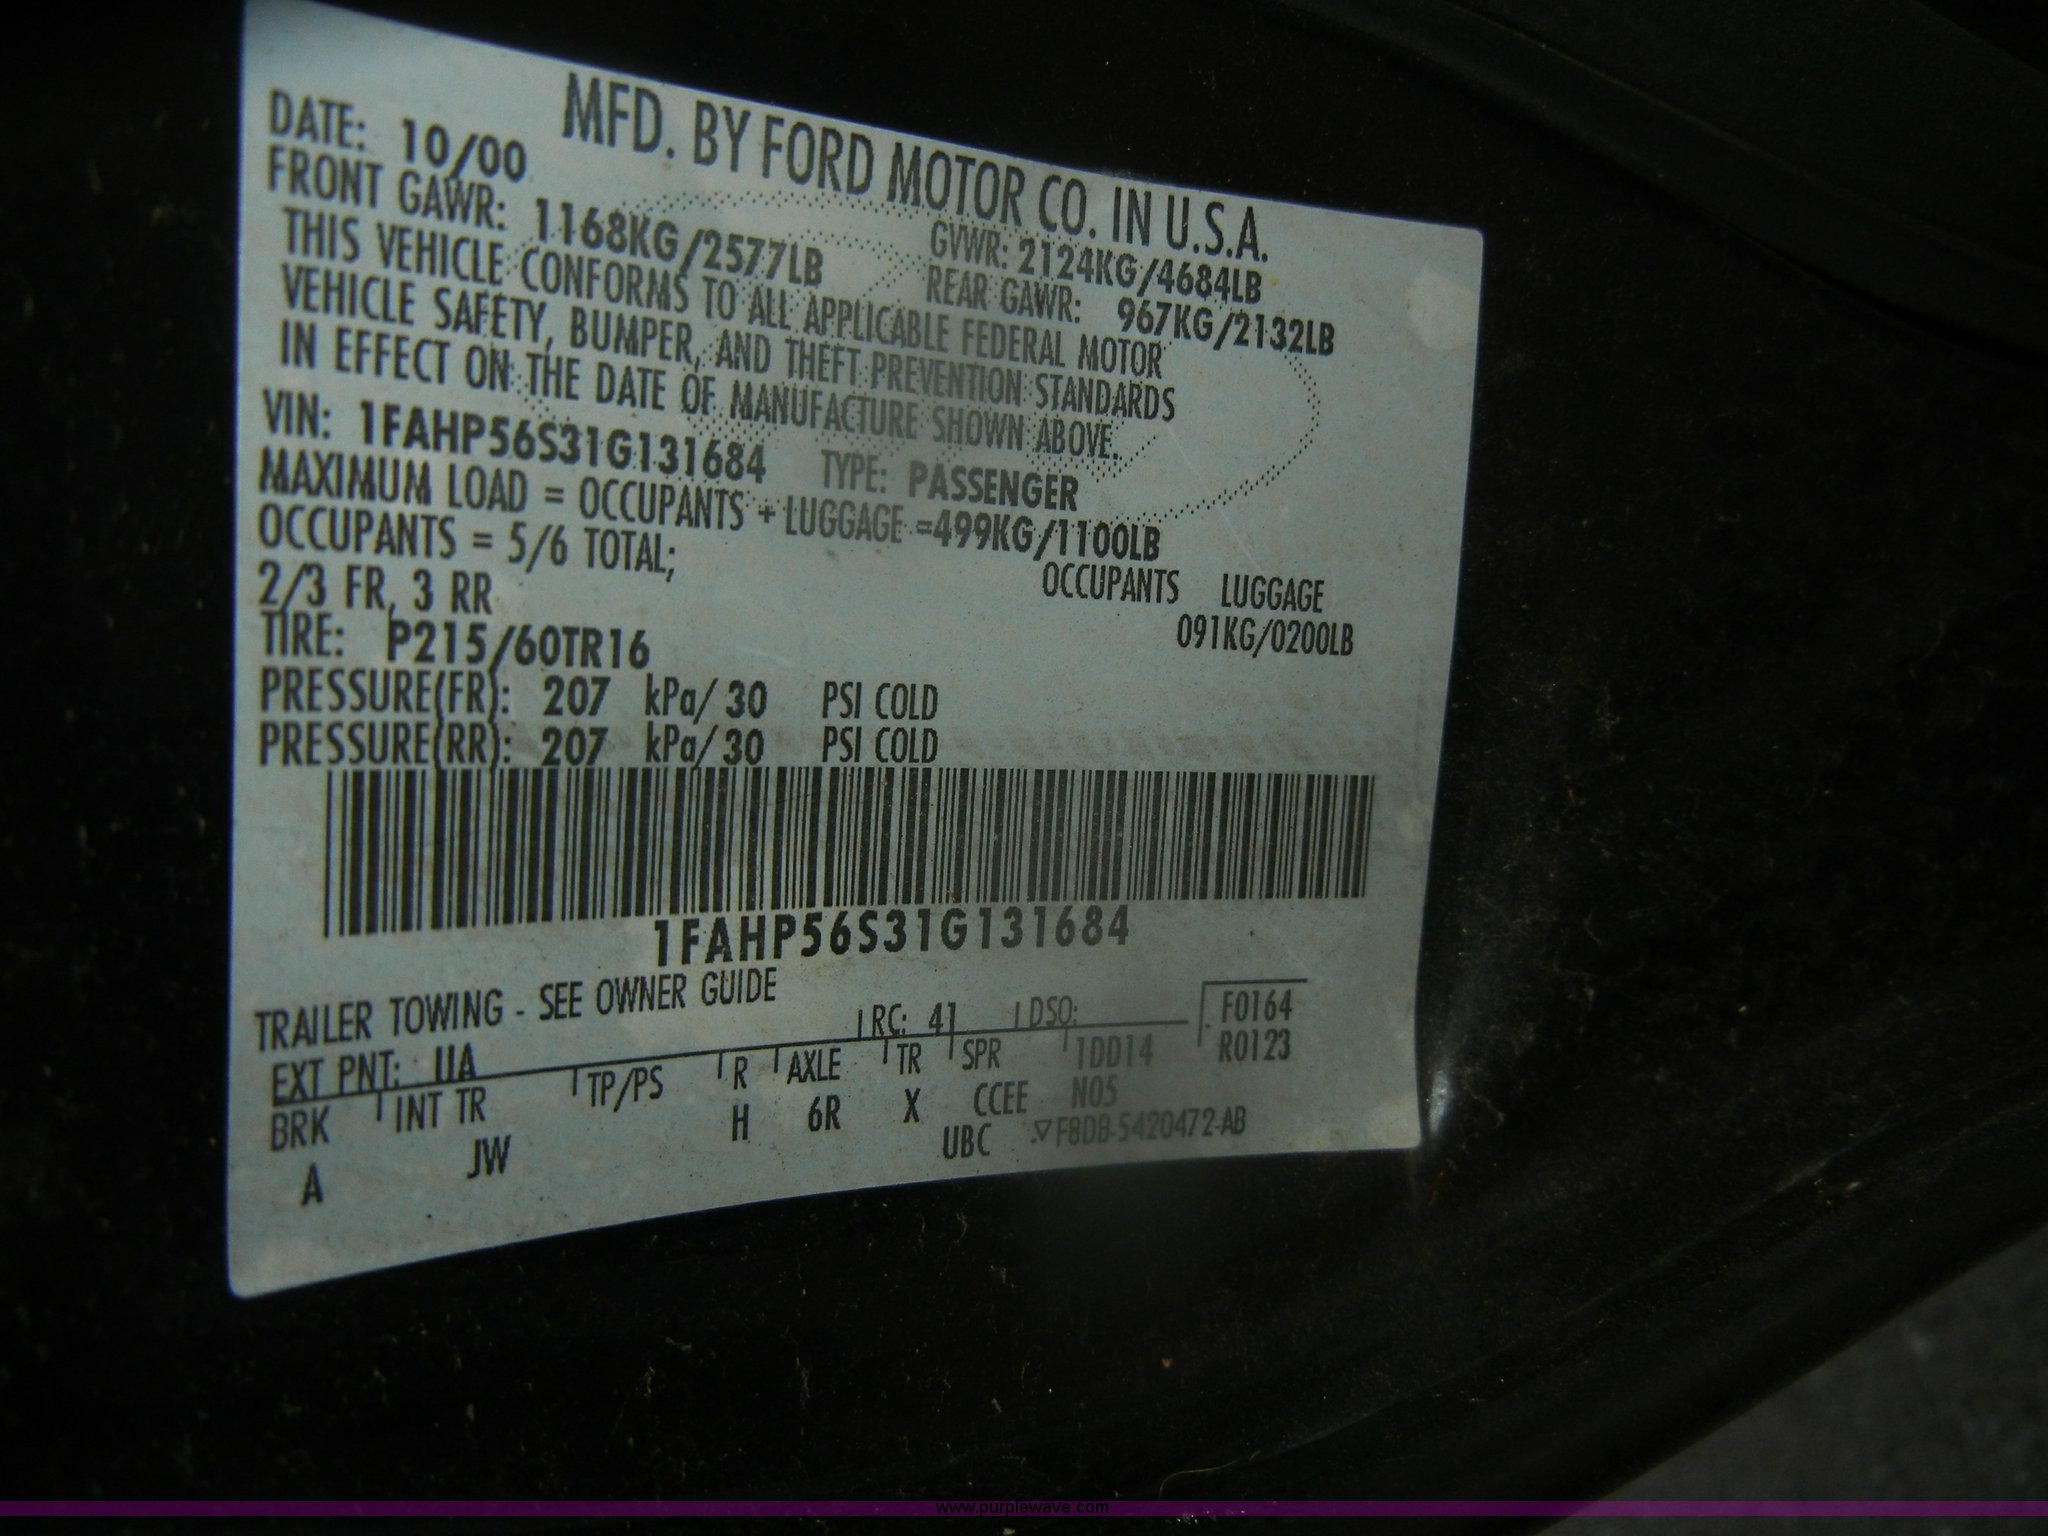 MFD. BY FORD MOTOR CO. IN U.S.A.
DATE: 10/00 GVWR: 2124KG/4684LB
FRONT GAWR: 1168KG/2577LB REAR GAWR: 967KG/2132LB
THIS VEHICLE CONFORMS TO ALL APPLICABLE FEDERAL MOTOR
VEHICLE SAFETY, BUMPER, AND THEFT PREVENTION STANDARDS
IN EFFECT ON THE DATE OF MANUFACTURE SHOWN ABOVE.
VIN: 1FAHP56S31G131684 TYPE: PASSENGER
MAXIMUM LOAD = OCCUPANTS + LUGGAGE =499KG/1100LB
OCCUPANTS = 5/6 TOTAL; OCCUPANTS LUGGAGE
2/3 FR, 3 RR 091KG/0200LB
TIRE: P215/60TR16
PRESSURE(FR): 207 kPa/ 30 PSI COLD
PRESSURE(RR): 207 kPa/ 30 PSI COLD
1FAHP56S31G131684
TRAILER TOWING - SEE OWNER GUIDE
EXT PNT: UA RC: 41 DSO: F0164
BRK INT TR TP/PS R AXLE TR SPR 1DD14 R0123
A JW H 6R X CCEE N05
UBC F8DB-5420472-AB
www.purplewave.com